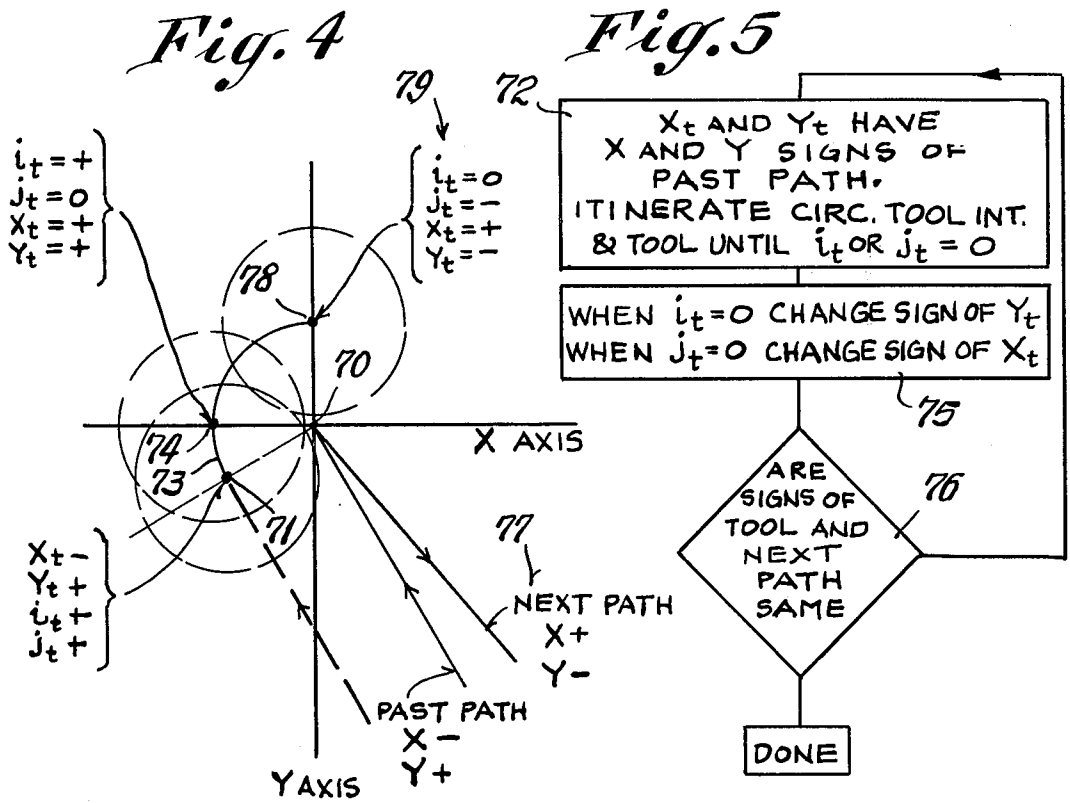 Fig. 4
79
it = +
jt = 0
Xt = +
Yt = +
it = 0
jt = -
Xt = +
Yt = -
78
70
74
73
71
X AXIS
Xt -
Yt +
it +
jt +
77
NEXT PATH
X +
Y -
PAST PATH
X -
Y +
Y AXIS
Fig. 5
72
Xt AND Yt HAVE
X AND Y SIGNS OF
PAST PATH.
ITINERATE CIRC. TOOL INT.
& TOOL UNTIL it OR jt = 0
WHEN it = 0 CHANGE SIGN OF Yt
WHEN jt = 0 CHANGE SIGN OF Xt
75
ARE
SIGNS OF
TOOL AND
NEXT
PATH
SAME
76
DONE